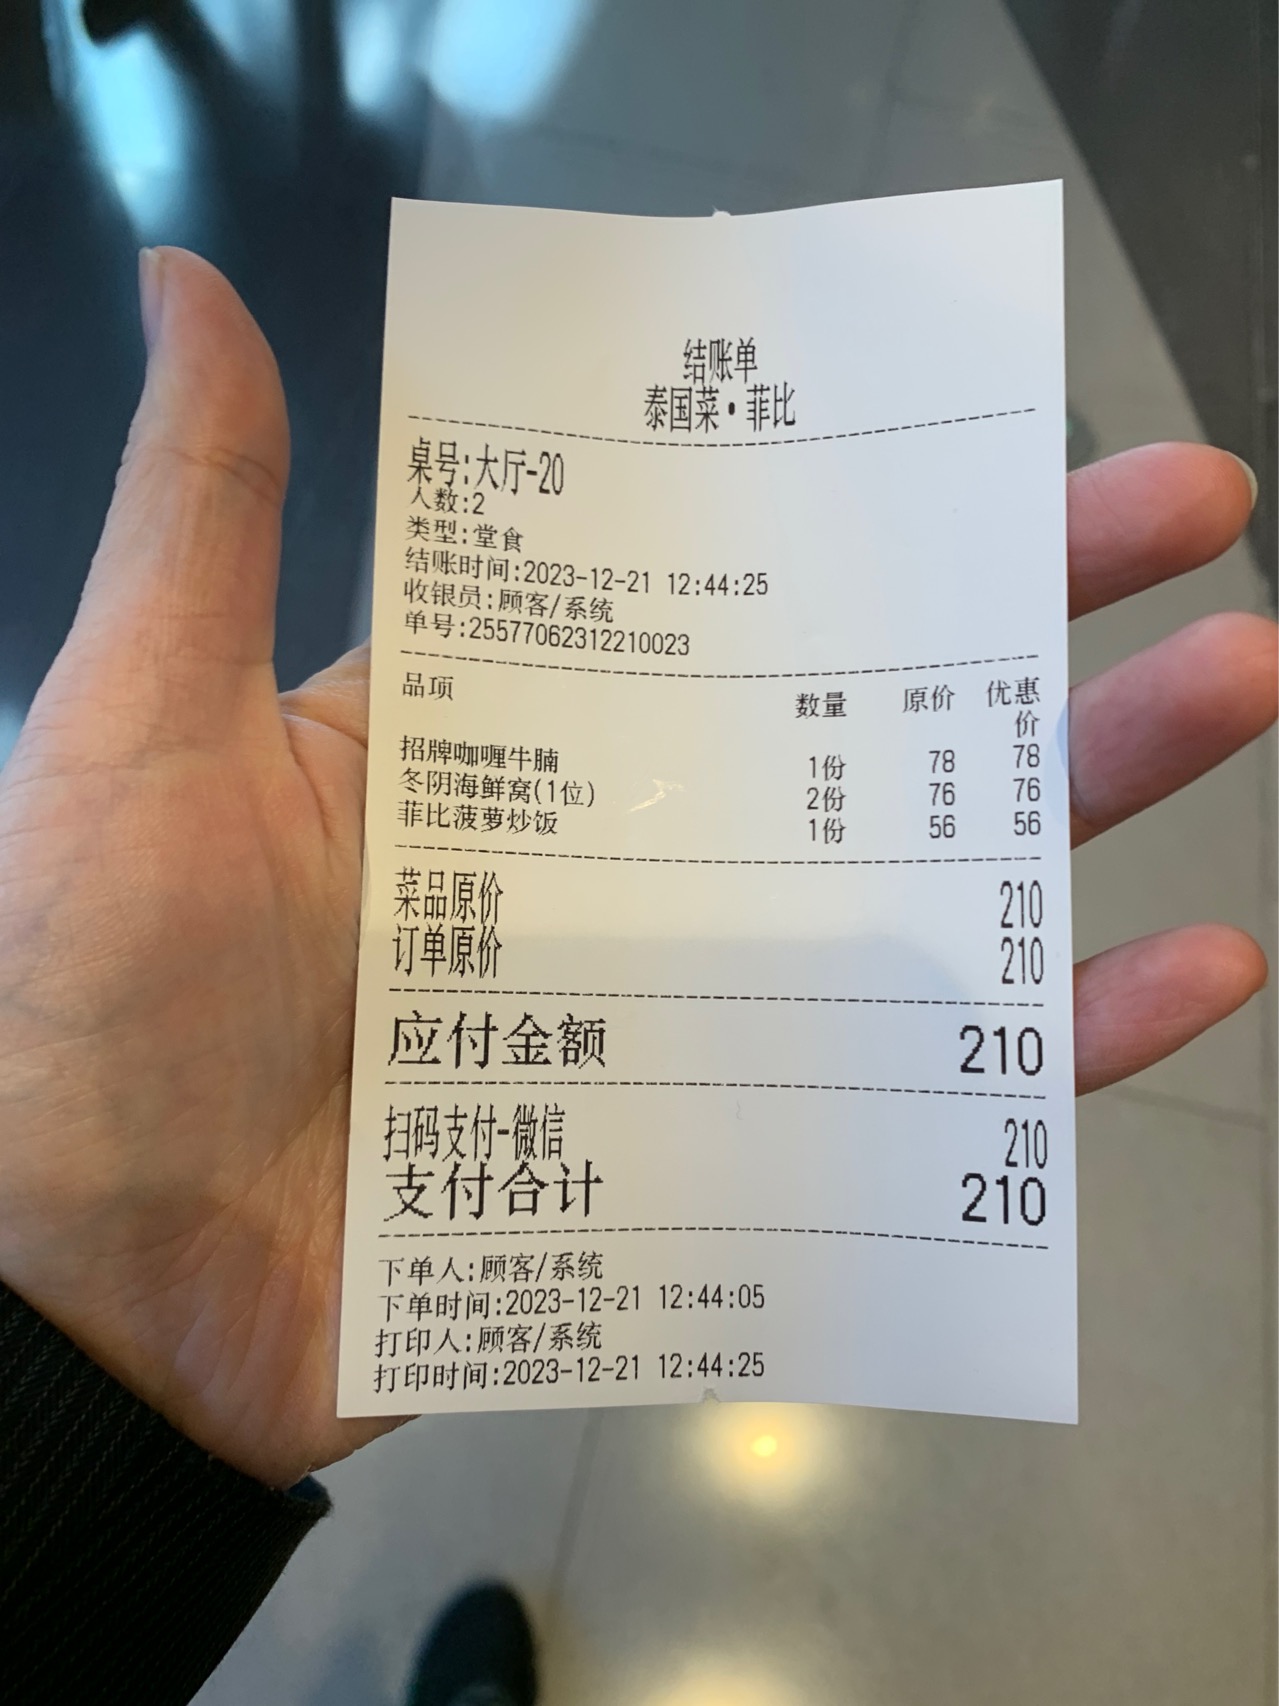 结账单
泰国菜·菲比
桌号:大厅-20
人数:2
类型:堂食
结账时间:2023-12-21 12:44:25
收银员:顾客/系统
单号:25577062312210023
品项 数量 原价 优惠
价
招牌咖喱牛腩 1份 78 78
冬阴海鲜窝(1位) 2份 76 76
菲比菠萝炒饭 1份 56 56
菜品原价 210
订单原价 210
应付金额 210
扫码支付-微信 210
支付合计 210
下单人:顾客/系统
下单时间:2023-12-21 12:44:05
打印人:顾客/系统
打印时间:2023-12-21 12:44:25